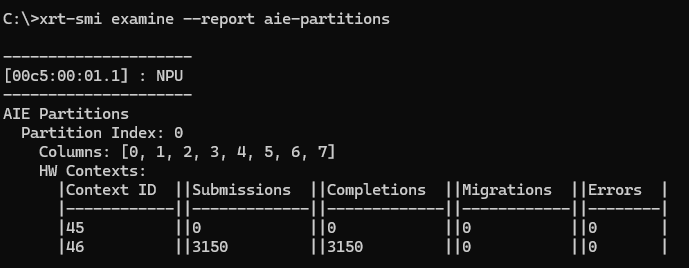 C:\>xrt-smi examine --report aie-partitions
---------------------
[00c5:00:01.1] : NPU
---------------------
AIE Partitions
  Partition Index: 0
    Columns: [0, 1, 2, 3, 4, 5, 6, 7]
    HW Contexts:
      |Context ID  ||Submissions  ||Completions  ||Migrations  ||Errors  |
      |------------||-------------||-------------||------------||--------|
      |45          ||0            ||0            ||0           ||0       |
      |46          ||3150         ||3150         ||0           ||0       |